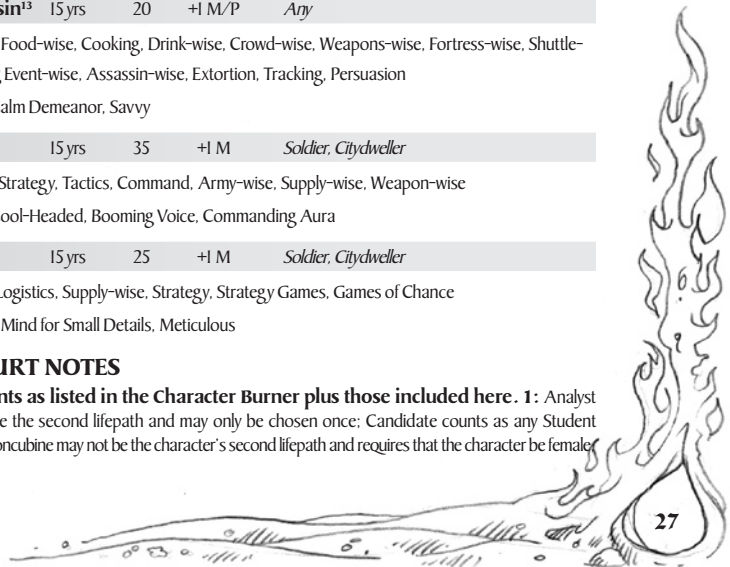 sin¹³ 15 yrs 20 +1 M/P Any
Food-wise, Cooking, Drink-wise, Crowd-wise, Weapons-wise, Fortress-wise, Shuttle-
Event-wise, Assassin-wise, Extortion, Tracking, Persuasion
alm Demeanor, Savvy
15 yrs 35 +1 M Soldier, Citydweller
Strategy, Tactics, Command, Army-wise, Supply-wise, Weapon-wise
ool-Headed, Booming Voice, Commanding Aura
15 yrs 25 +1 M Soldier, Citydweller
Logistics, Supply-wise, Strategy, Strategy Games, Games of Chance
Mind for Small Details, Meticulous
URT NOTES
nts as listed in the Character Burner plus those included here. 1: Analyst
e the second lifepath and may only be chosen once; Candidate counts as any Student
oncubine may not be the character's second lifepath and requires that the character be female
27